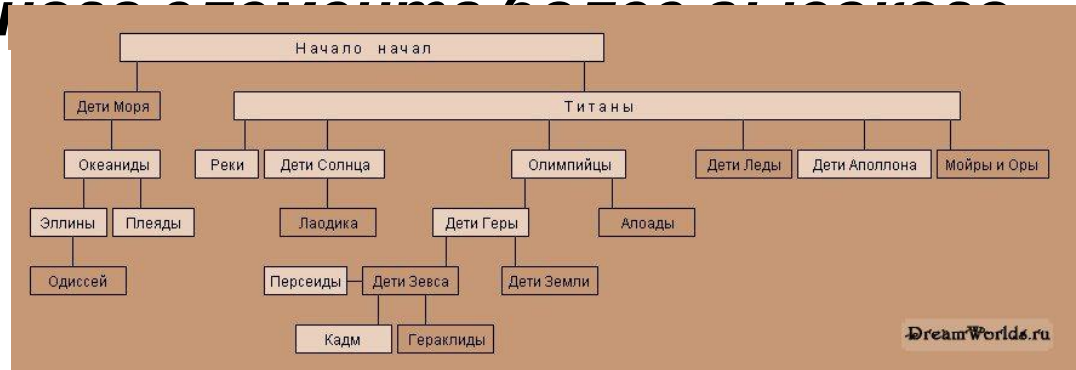 Начало начал
Дети Моря
Титаны
Океаниды
Реки
Дети Солнца
Олимпийцы
Дети Леды
Дети Аполлона
Мойры и Оры
Эллины
Плеяды
Лаодика
Дети Геры
Алоады
Одиссей
Персеиды
Дети Зевса
Дети Земли
Кадм
Гераклиды
DreamWorlds.ru